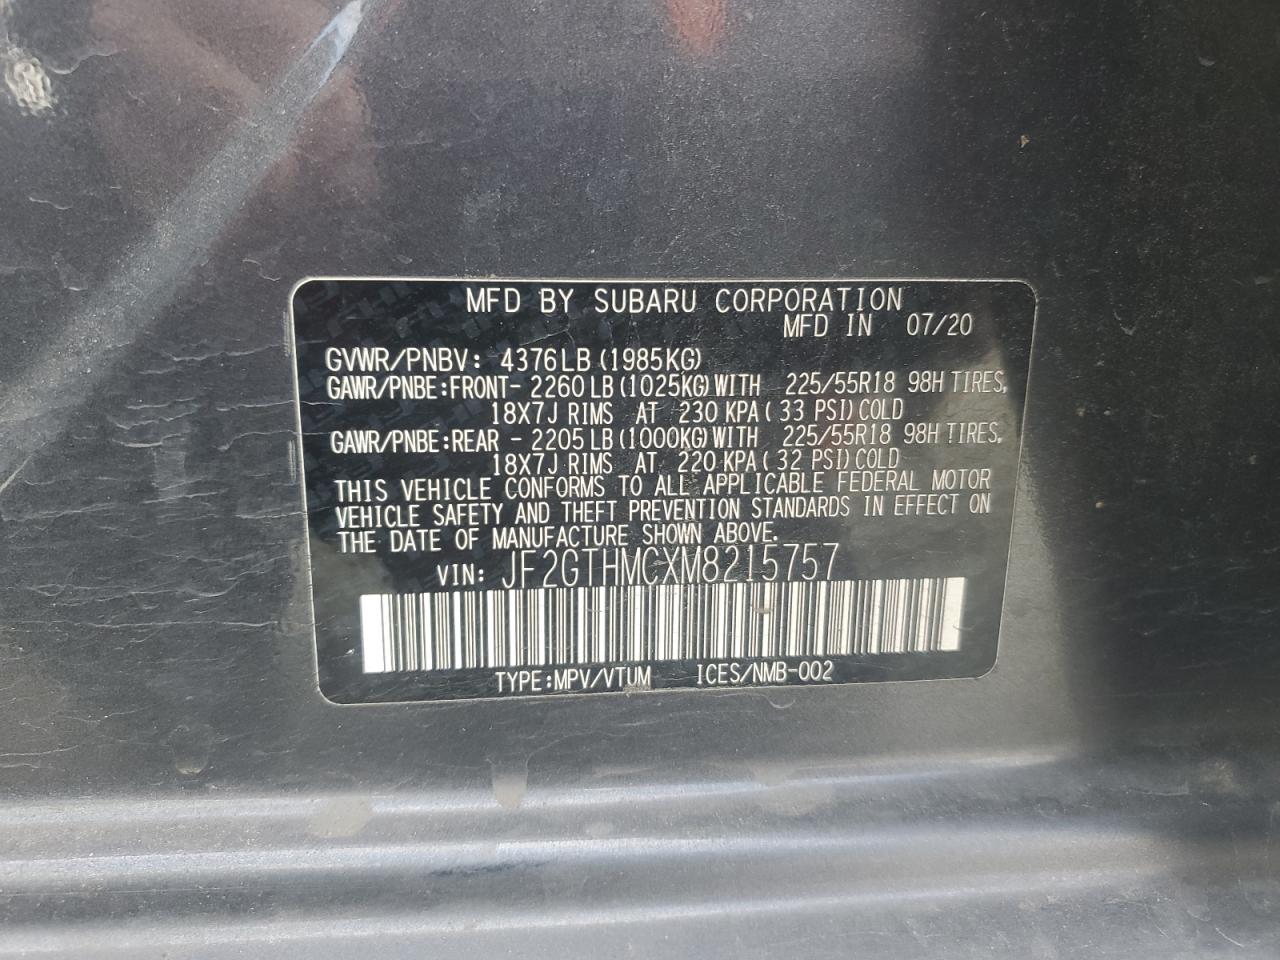 MFD BY SUBARU CORPORATION
MFD IN 07/20
GVWR/PNBV: 4376LB (1985KG)
GAWR/PNBE:FRONT- 2260 LB (1025KG) WITH 225/55R18 98H TIRES,
18X7J RIMS AT 230 KPA ( 33 PSI) COLD
GAWR/PNBE:REAR - 2205 LB (1000KG) WITH 225/55R18 98H TIRES,
18X7J RIMS AT 220 KPA ( 32 PSI) COLD
THIS VEHICLE CONFORMS TO ALL APPLICABLE FEDERAL MOTOR
VEHICLE SAFETY AND THEFT PREVENTION STANDARDS IN EFFECT ON
THE DATE OF MANUFACTURE SHOWN ABOVE.
VIN: JF2GTHMCXM8215757
TYPE:MPV/VTUM ICES/NMB-002